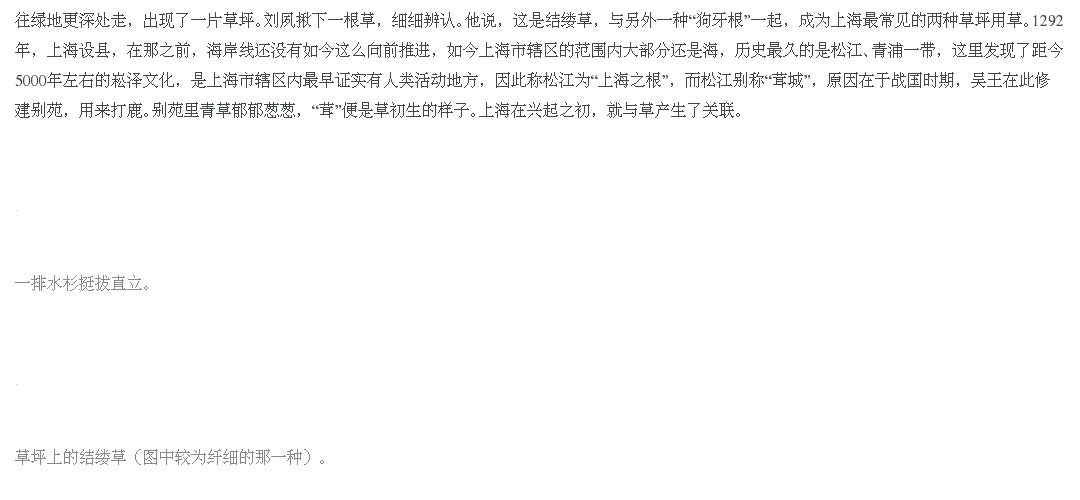 往绿地更深处走，出现了一片草坪。刘夙揪下一根草，细细辨认。他说，这是结缕草，与另外一种“狗牙根”一起，成为上海最常见的两种草坪用草。1292
年，上海设县，在那之前，海岸线还没有如今这么向前推进，如今上海市辖区的范围内大部分还是海，历史最久的是松江、青浦一带，这里发现了距今
5000年左右的崧泽文化，是上海市辖区内最早证实有人类活动地方，因此称松江为“上海之根”，而松江别称“茸城”，原因在于战国时期，吴王在此修
建别苑，用来打鹿。别苑里青草郁郁葱葱，“茸”便是草初生的样子。上海在兴起之初，就与草产生了关联。
一排水杉挺拔直立。
草坪上的结缕草（图中较为纤细的那一种）。